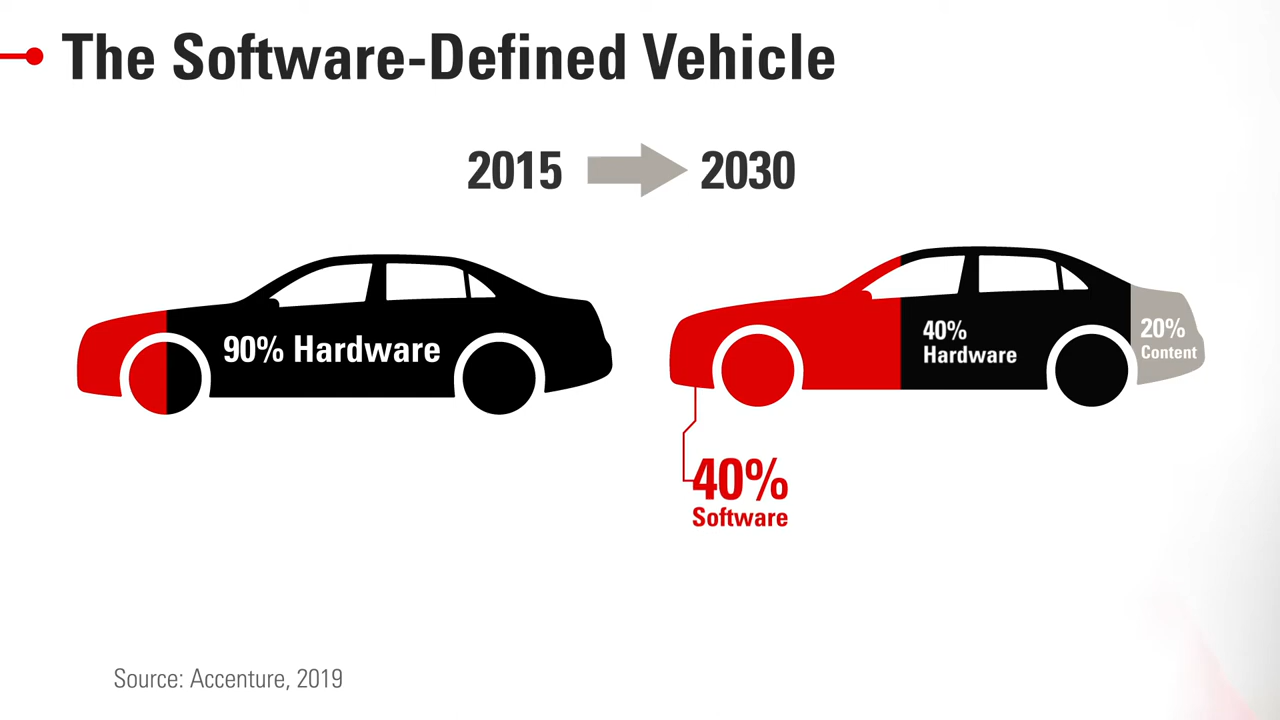 The Software-Defined Vehicle
2015
2030
90% Hardware
40%
Hardware
20%
Content
40%
Software
Source: Accenture, 2019